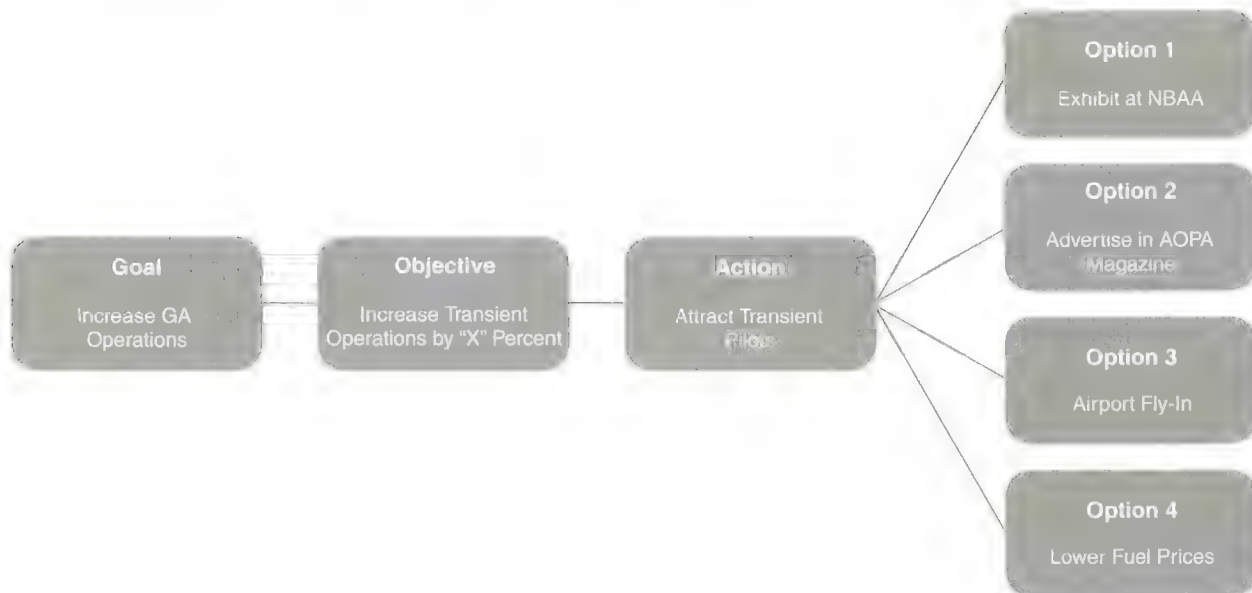 Goal
Increase GA
Operations
Objective
Increase Transient
Operations by "X" Percent
Action
Attract Transient
Pilots
Option 1
Exhibit at NBAA
Option 2
Advertise in AOPA
Magazine
Option 3
Airport Fly-In
Option 4
Lower Fuel Prices